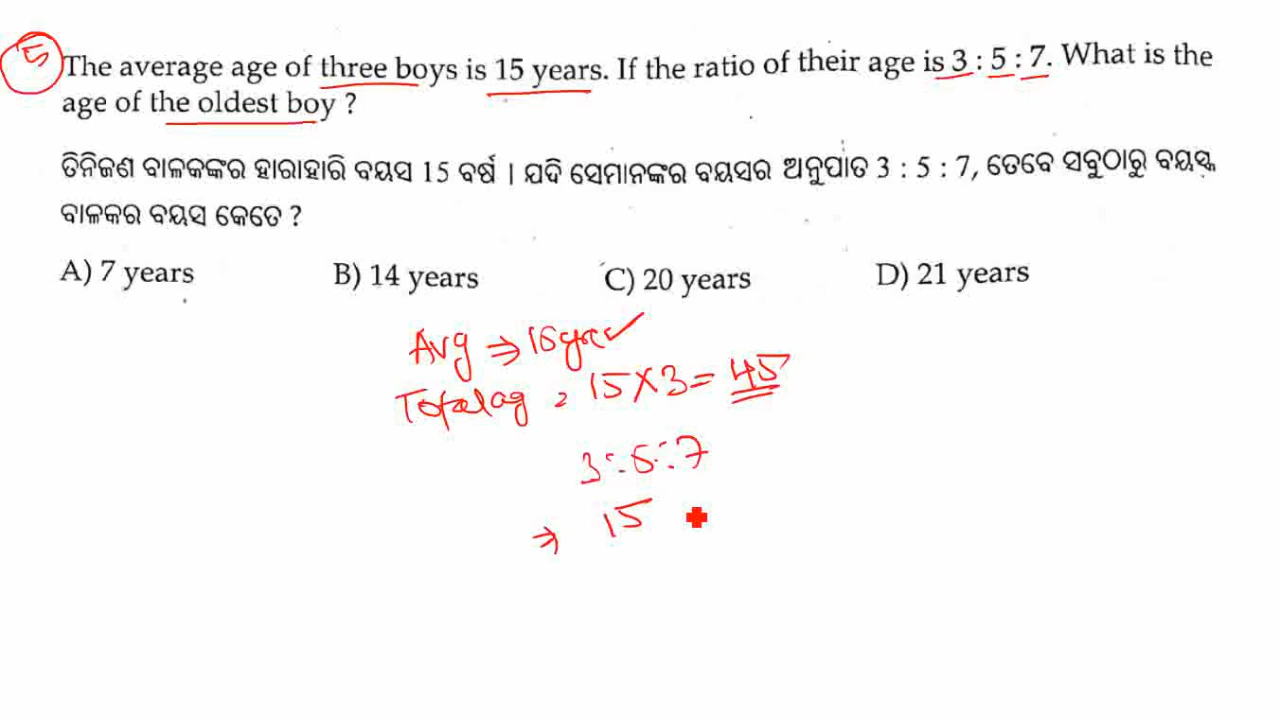 5
The average age of three boys is 15 years. If the ratio of their age is 3 : 5 : 7. What is the
age of the oldest boy ?
ତିନିଜଣ ବାଳକଙ୍କର ହାରାହାରି ବୟସ 15 ବର୍ଷ । ଯଦି ସେମାନଙ୍କର ବୟସର ଅନୁପାତ 3 : 5 : 7, ତେବେ ସବୁଠାରୁ ବୟସ୍କ
ବାଳକର ବୟସ କେତେ ?
A) 7 years B) 14 years C) 20 years D) 21 years
Avg ⇒ 15
Total ag = 15 × 3 = 45
3 : 5 : 7
⇒ 15